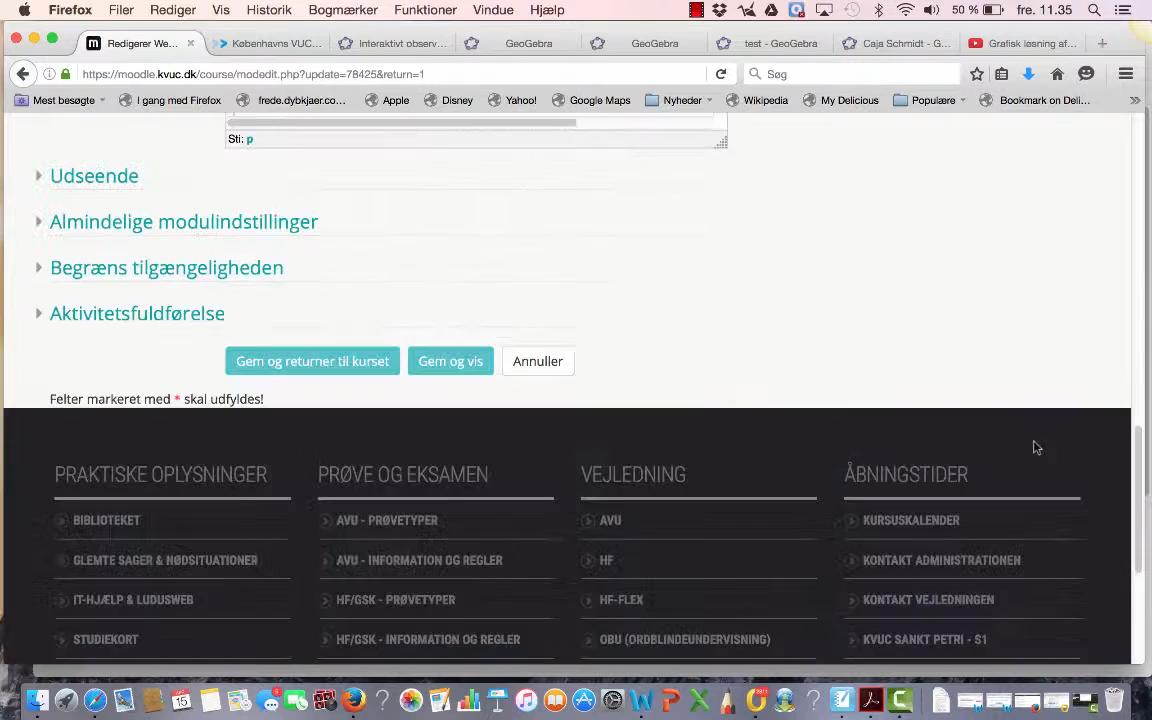 Firefox Filer Rediger Vis Historik Bogmærker Funktioner Vindue Hjælp 50 % fre. 11.35
Redigerer We... Københavns VUC... Interaktivt observ... GeoGebra GeoGebra test - GeoGebra Caja Schmidt - G... Grafisk løsning af...
https://moodle.kvuc.dk/course/modedit.php?update=78425&return=1 Søg
Mest besøgte I gang med Firefox frede.dybkjaer.co... Apple Disney Yahoo! Google Maps Nyheder Wikipedia My Delicious Populære Bookmark on Deli...
Sti: p
Udseende
Almindelige modulindstillinger
Begræns tilgængeligheden
Aktivitetsfuldførelse
Gem og returner til kurset Gem og vis Annuller
Felter markeret med * skal udfyldes!
PRAKTISKE OPLYSNINGER PRØVE OG EKSAMEN VEJLEDNING ÅBNINGSTIDER
BIBLIOTEKET AVU - PRØVETYPER AVU KURSUSKALENDER
GLEMTE SAGER & NØDSITUATIONER AVU - INFORMATION OG REGLER HF KONTAKT ADMINISTRATIONEN
IT-HJÆLP & LUDUSWEB HF/GSK - PRØVETYPER HF-FLEX KONTAKT VEJLEDNINGEN
STUDIEKORT HF/GSK - INFORMATION OG REGLER OBU (ORDBLINDEUNDERVISNING) KVUC SANKT PETRI - S1